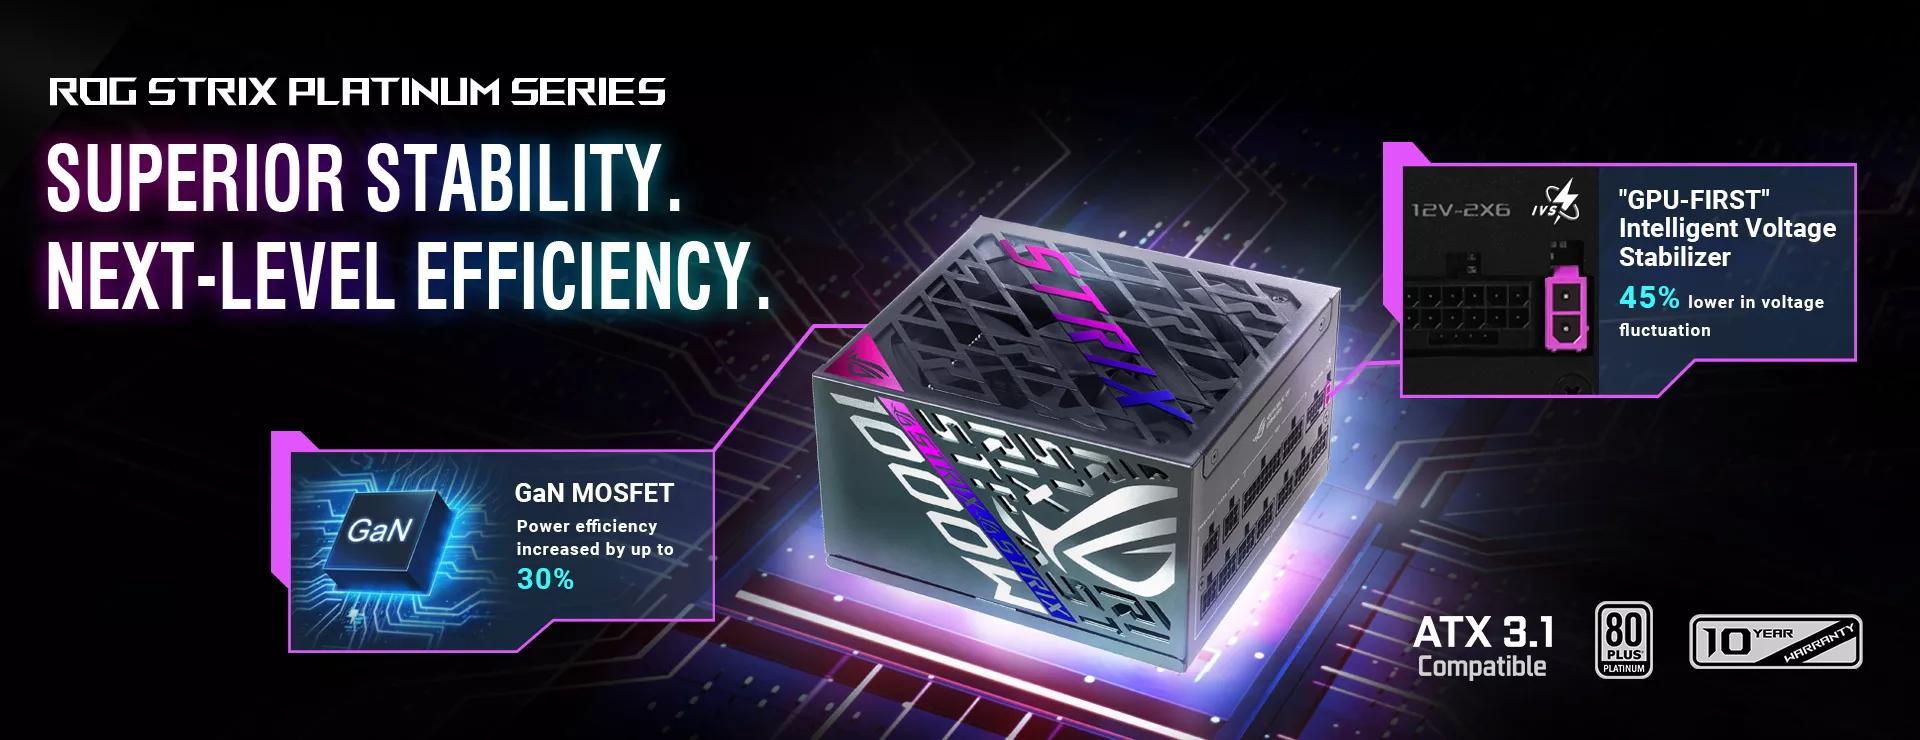 ROG STRIX PLATINUM SERIES
SUPERIOR STABILITY.
NEXT-LEVEL EFFICIENCY.
12V-2X6
IVS
"GPU-FIRST"
Intelligent Voltage
Stabilizer
45% lower in voltage
fluctuation
STRIX
1000W
STRIX
STRIX
GaN
GaN MOSFET
Power efficiency
increased by up to
30%
ATX 3.1
Compatible
80
PLUS
PLATINUM
10 YEAR
WARRANTY